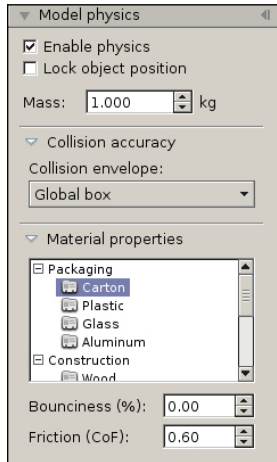 Model physics
Enable physics
Lock object position
Mass: 1.000 kg
Collision accuracy
Collision envelope:
Global box
Material properties
Packaging
Carton
Plastic
Glass
Aluminum
Construction
Wood
Bounciness (%): 0.00
Friction (CoF): 0.60